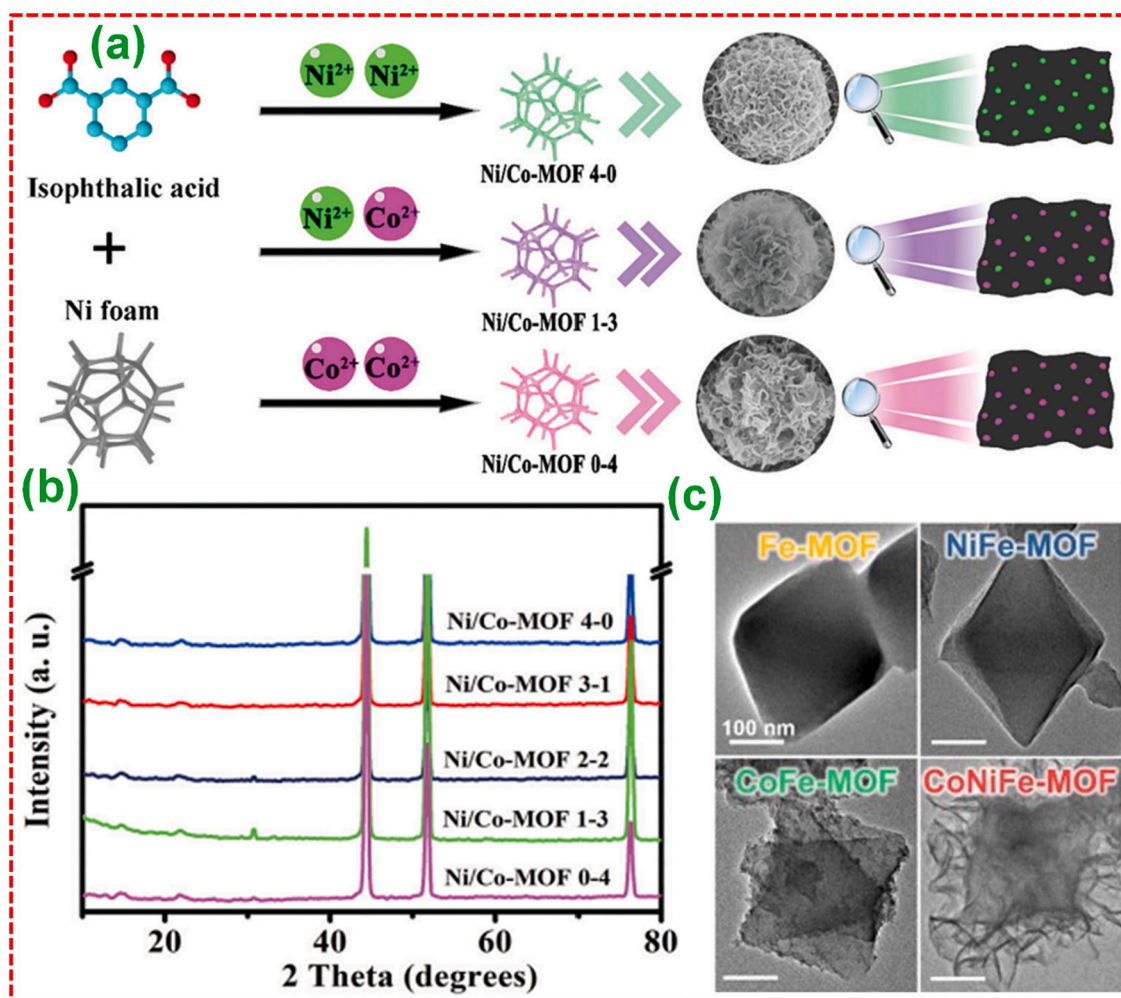 (a)
Ni²⁺ Ni²⁺
Ni/Co-MOF 4-0
Isophthalic acid
+
Ni²⁺ Co²⁺
Ni/Co-MOF 1-3
Ni foam
Co²⁺ Co²⁺
Ni/Co-MOF 0-4
(b)
Intensity (a. u.)
Ni/Co-MOF 4-0
Ni/Co-MOF 3-1
Ni/Co-MOF 2-2
Ni/Co-MOF 1-3
Ni/Co-MOF 0-4
20 40 60 80
2 Theta (degrees)
(c)
Fe-MOF
100 nm
NiFe-MOF
CoFe-MOF
CoNiFe-MOF